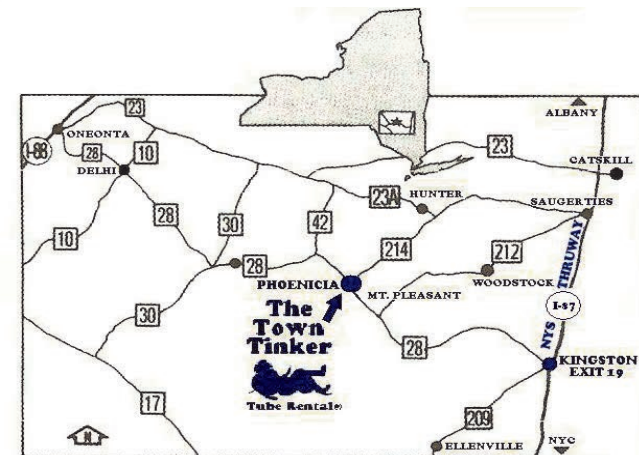 ALBANY
23
ONEONTA
I-88
28
10
23
CATSKILL
DELHI
23A
HUNTER
SAUGERTIES
28
30
42
10
214
212
28
WOODSTOCK
NYS THRUWAY
PHOENICIA
MT. PLEASANT
I-87
The
Town
Tinker
Tube Rentals
30
28
KINGSTON
EXIT 19
17
209
N
ELLENVILLE
NYC